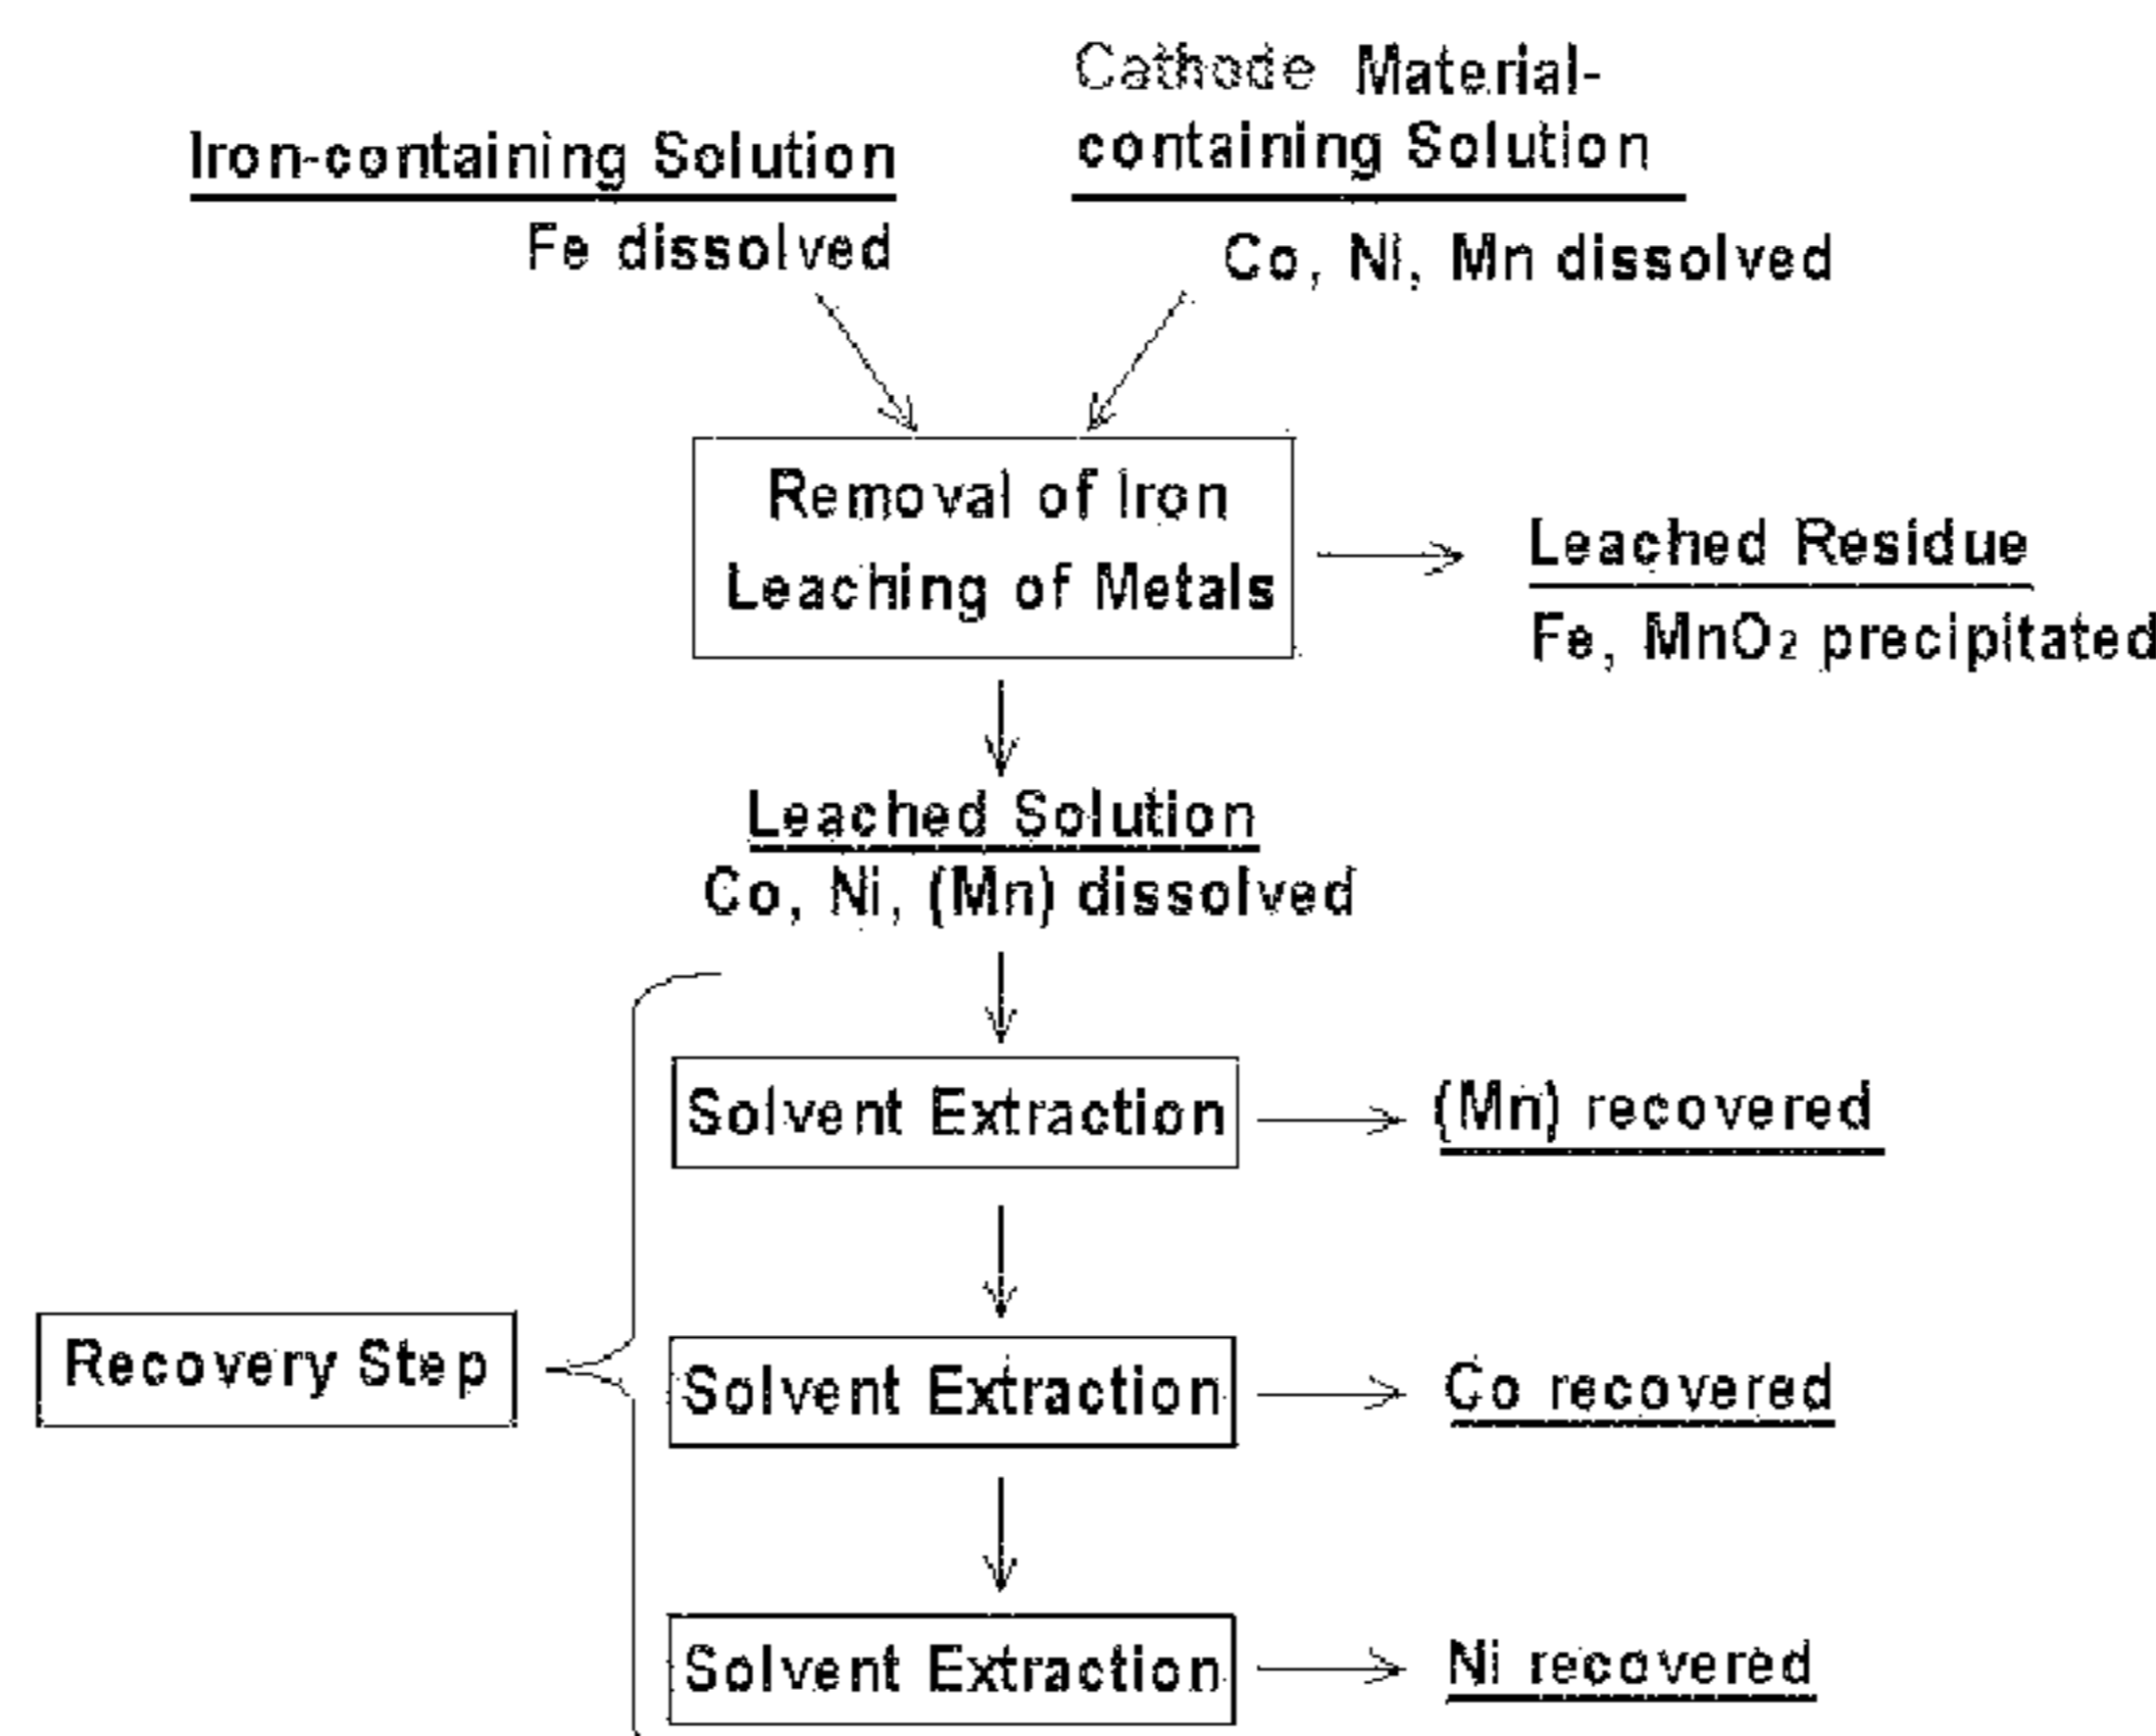 Cathode Material-
containing Solution
Iron-containing Solution
Fe dissolved
Co, Ni, Mn dissolved
Removal of Iron
Leaching of Metals
Leached Residue
Fe, MnO₂ precipitated
Leached Solution
Co, Ni, (Mn) dissolved
Solvent Extraction
(Mn) recovered
Recovery Step
Solvent Extraction
Co recovered
Solvent Extraction
Ni recovered